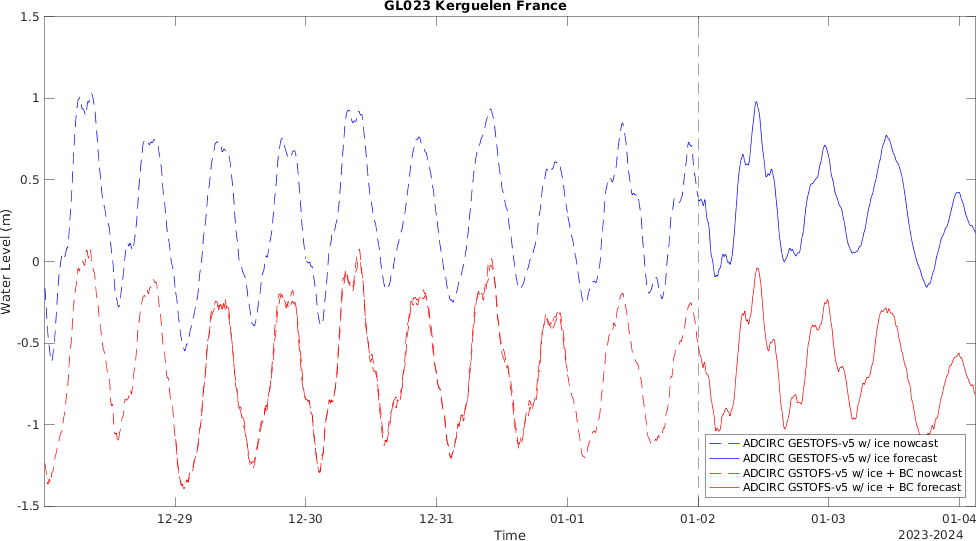 GL023 Kerguelen France
1.5
1
0.5
0
-0.5
-1
-1.5
Water Level (m)
12-29
12-30
12-31
01-01
01-02
01-03
01-04
Time
2023-2024
ADCIRC GESTOFS-v5 w/ ice nowcast
ADCIRC GESTOFS-v5 w/ ice forecast
ADCIRC GSTOFS-v5 w/ ice + BC nowcast
ADCIRC GSTOFS-v5 w/ ice + BC forecast